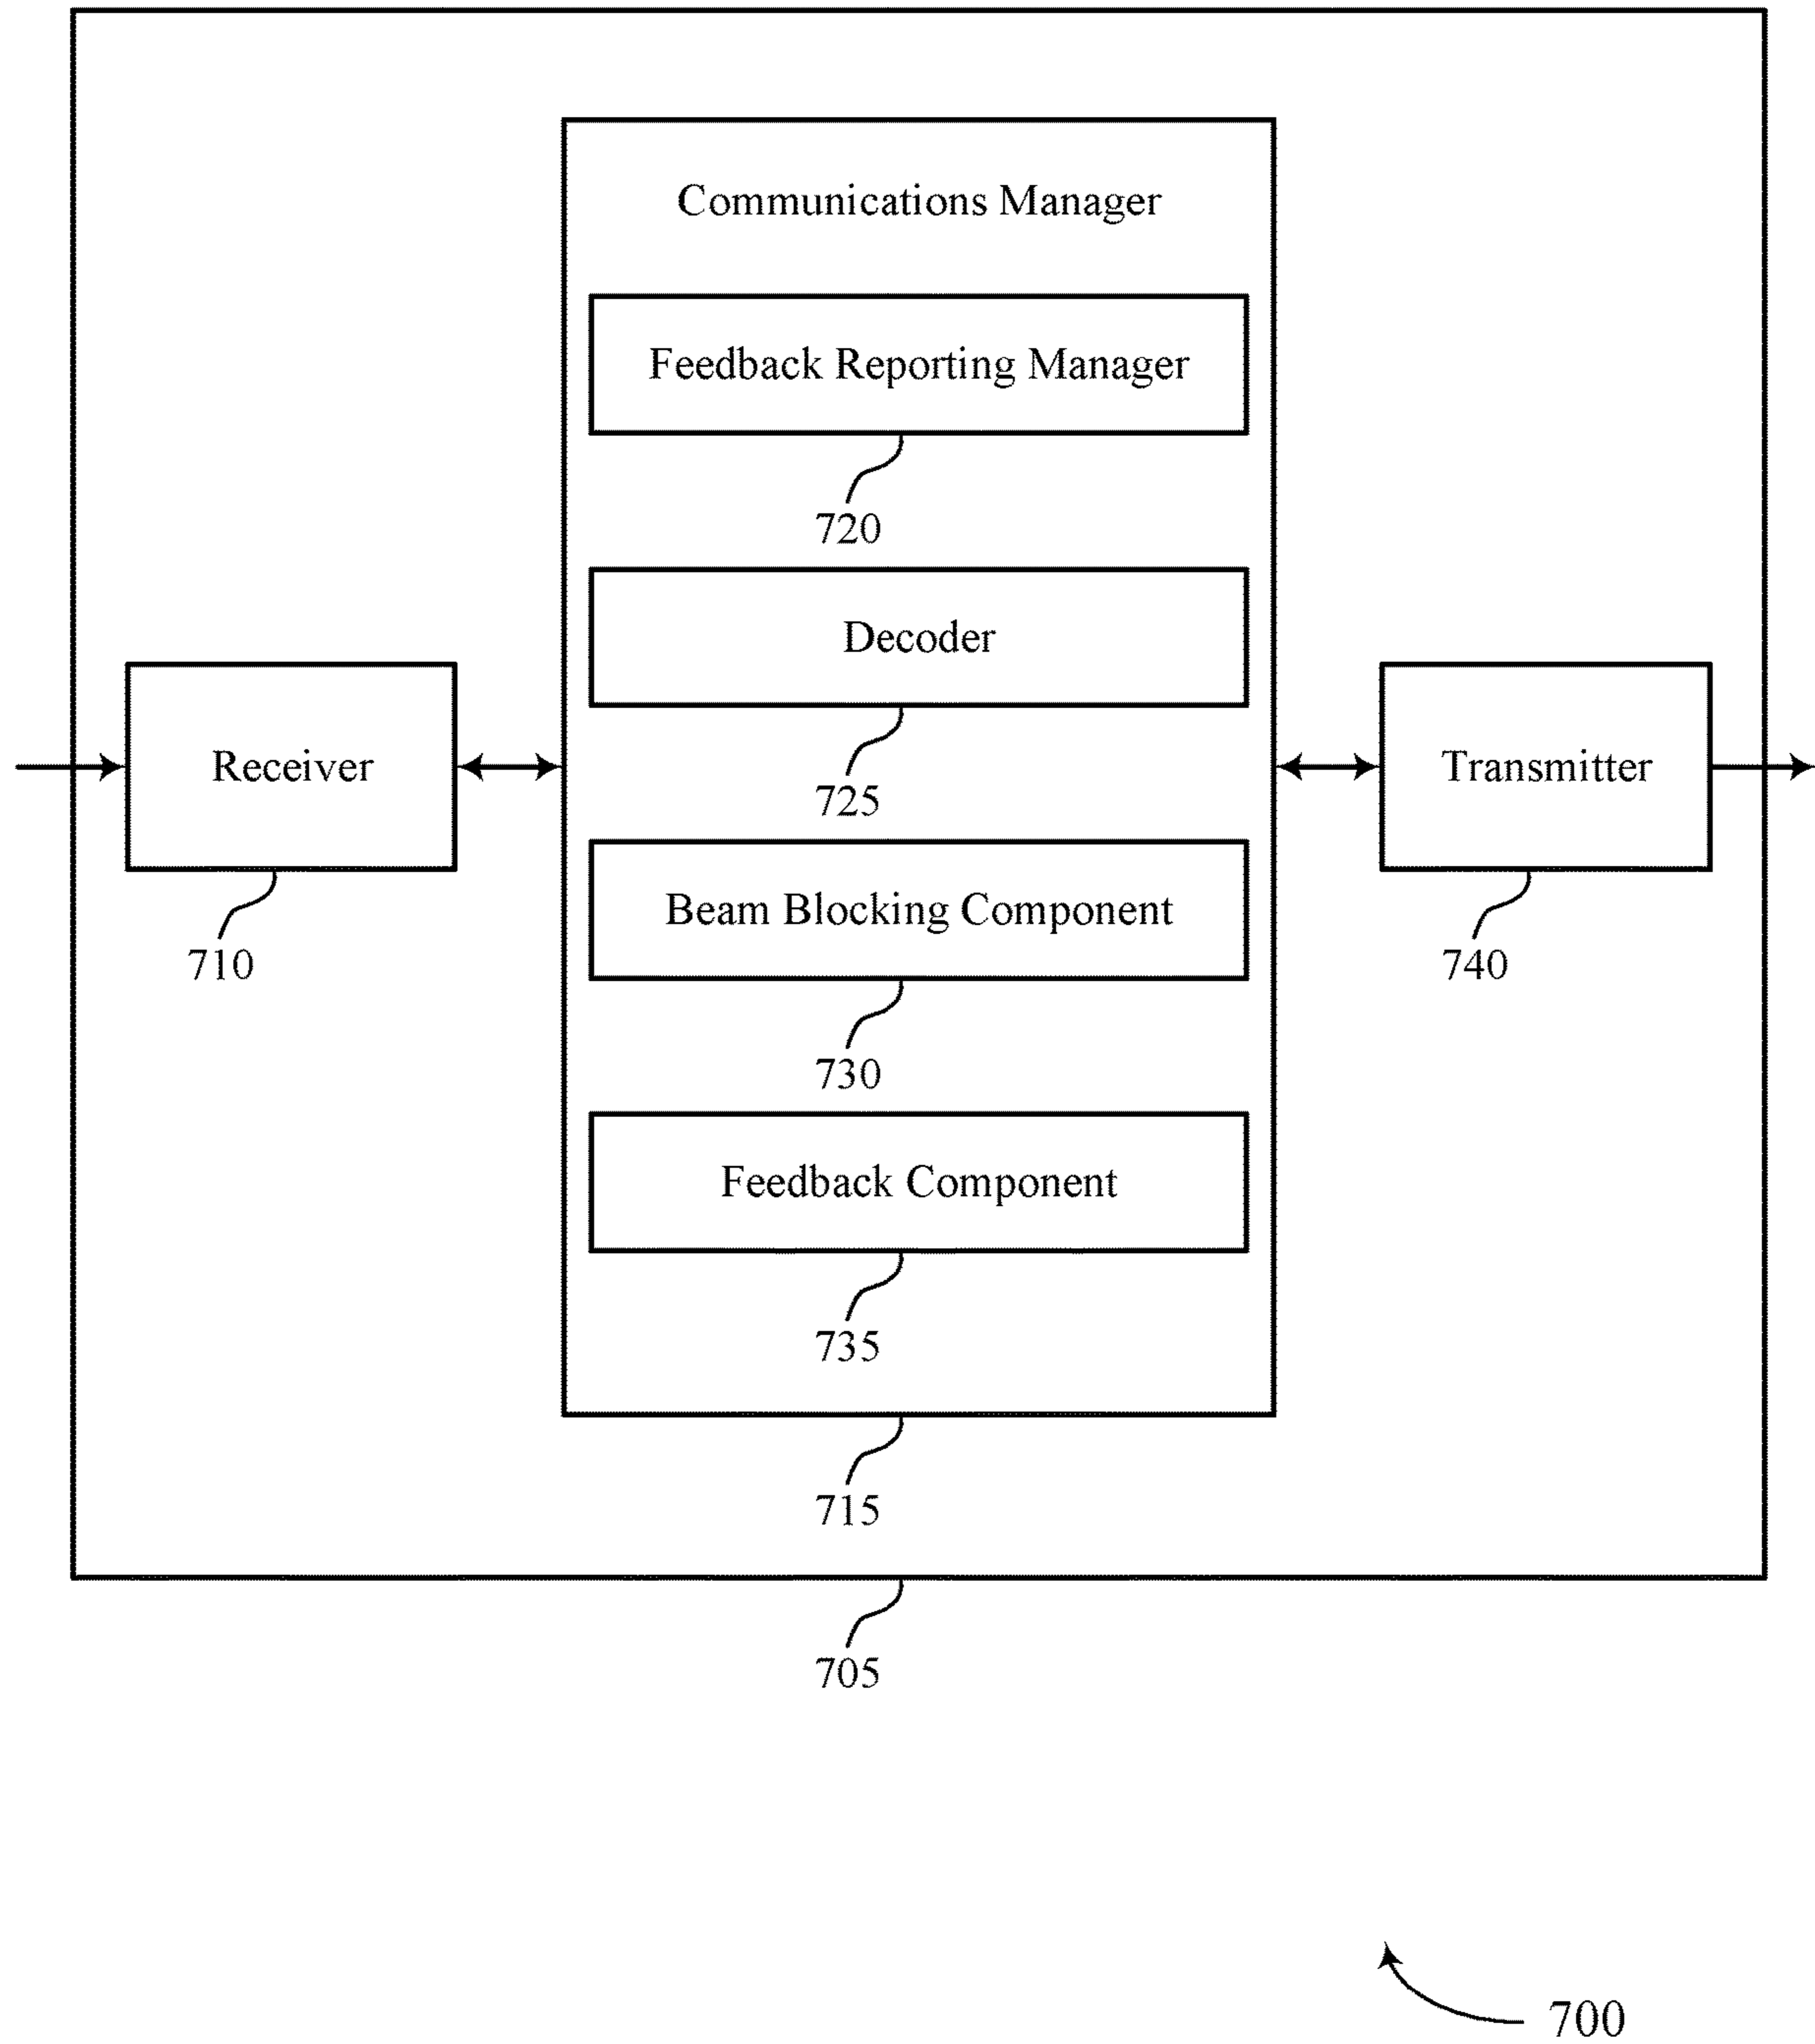 Communications Manager
Feedback Reporting Manager
720
Decoder
725
Receiver
710
Transmitter
740
Beam Blocking Component
730
Feedback Component
735
715
705
700